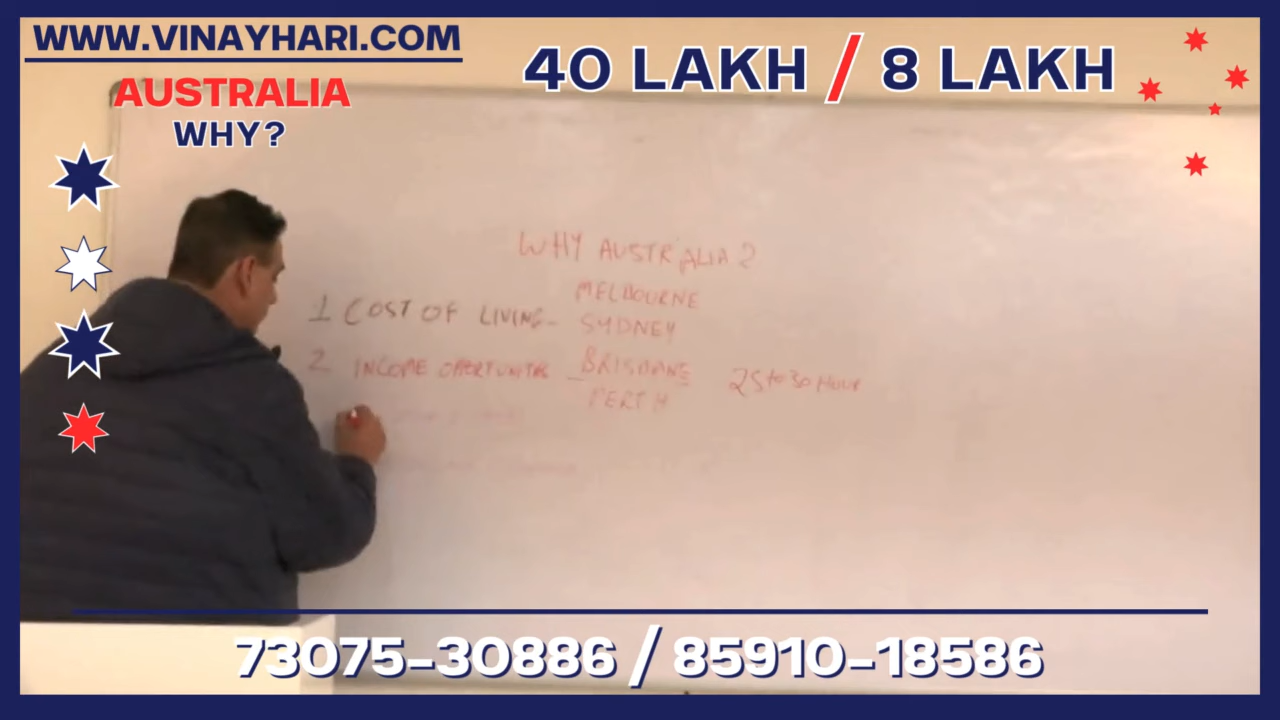 WWW.VINAYHARI.COM
40 LAKH / 8 LAKH
AUSTRALIA
WHY?
WHY AUSTRALIA?
MELBOURNE
1 COST OF LIVING - SYDNEY
2 INCOME OPORTUNITES - BRISBANE 25 to 30 HOUR
PERTH
73075-30886 / 85910-18586